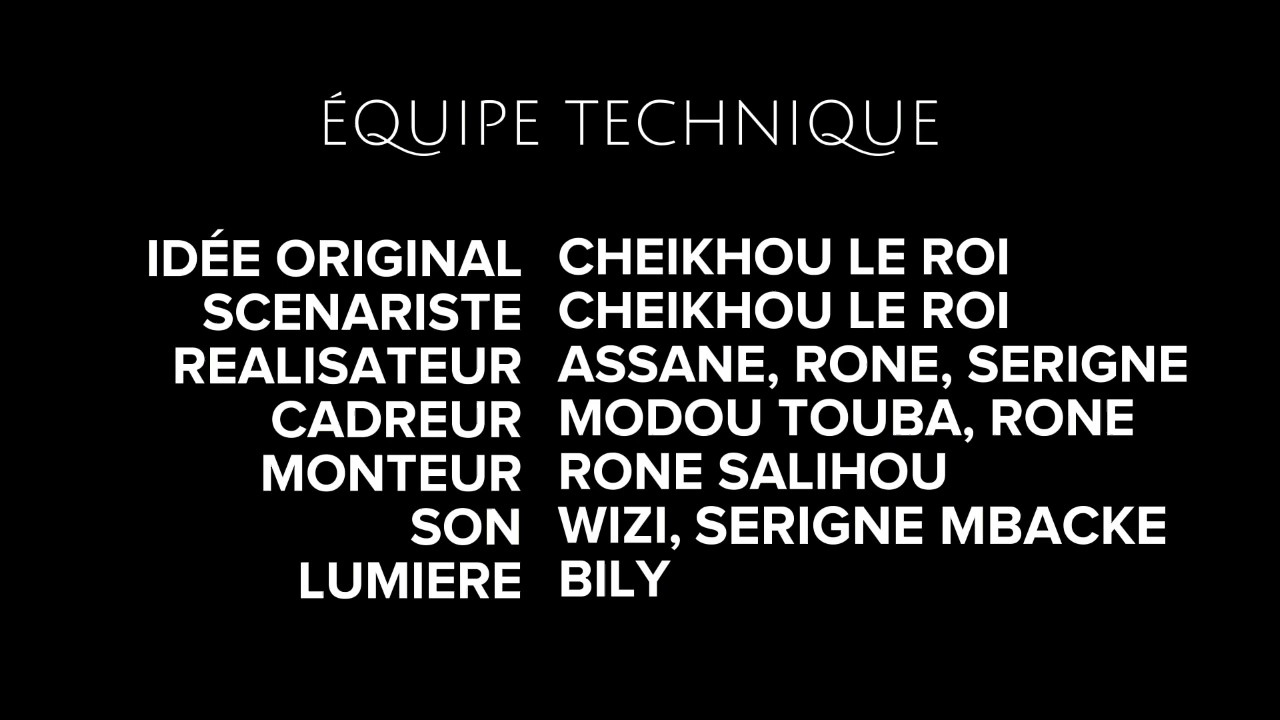 ÉQUIPE TECHNIQUE
IDÉE ORIGINAL CHEIKHOU LE ROI
SCENARISTE CHEIKHOU LE ROI
REALISATEUR ASSANE, RONE, SERIGNE
CADREUR MODOU TOUBA, RONE
MONTEUR RONE SALIHOU
SON WIZI, SERIGNE MBACKE
LUMIERE BILY